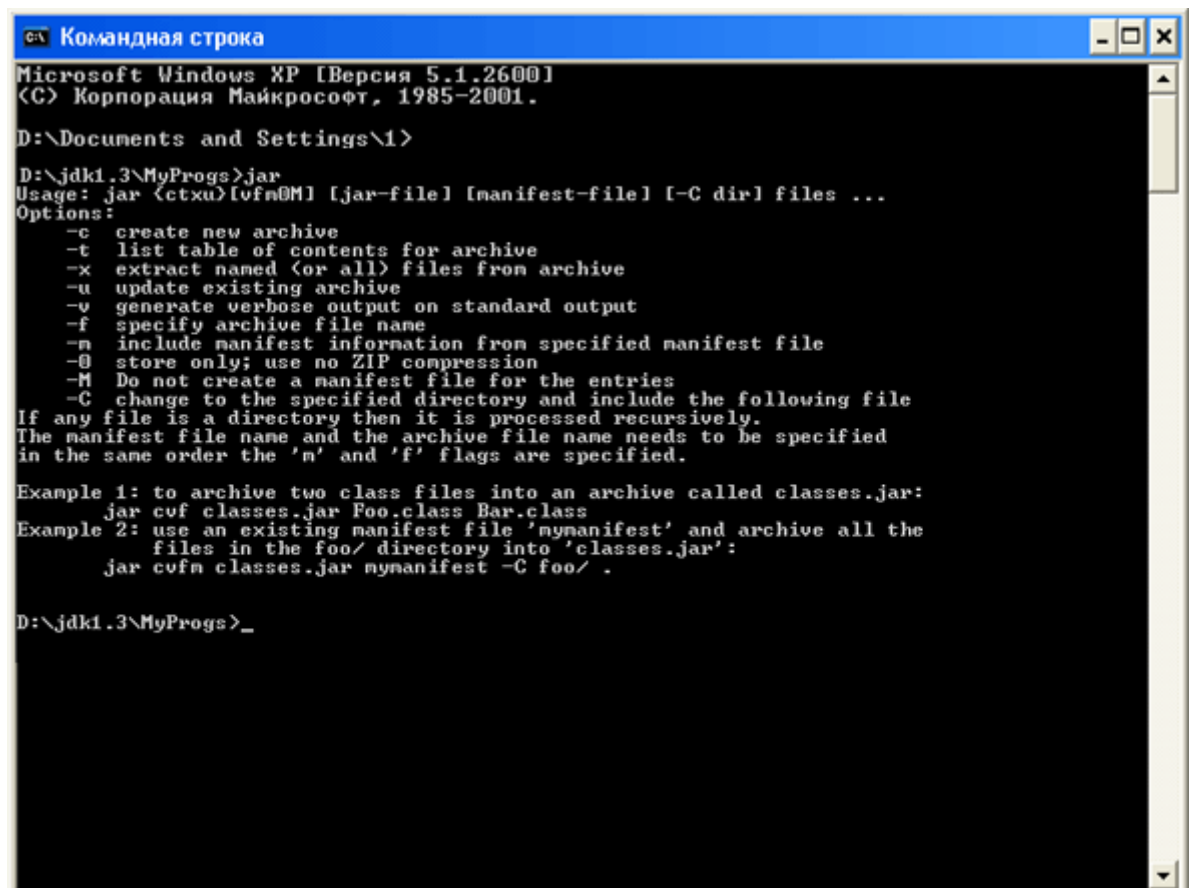 Командная строка
Microsoft Windows XP [Версия 5.1.2600]
(C) Корпорация Майкрософт, 1985-2001.
D:\Documents and Settings\1>
D:\jdk1.3\MyProgs>jar
Usage: jar {ctxu}[vfm0M] [jar-file] [manifest-file] [-C dir] files ...
Options:
    -c  create new archive
    -t  list table of contents for archive
    -x  extract named (or all) files from archive
    -u  update existing archive
    -v  generate verbose output on standard output
    -f  specify archive file name
    -m  include manifest information from specified manifest file
    -0  store only; use no ZIP compression
    -M  Do not create a manifest file for the entries
    -C  change to the specified directory and include the following file
If any file is a directory then it is processed recursively.
The manifest file name and the archive file name needs to be specified
in the same order the 'm' and 'f' flags are specified.
Example 1: to archive two class files into an archive called classes.jar:
       jar cvf classes.jar Foo.class Bar.class
Example 2: use an existing manifest file 'mymanifest' and archive all the
           files in the foo/ directory into 'classes.jar':
       jar cvfm classes.jar mymanifest -C foo/ .
D:\jdk1.3\MyProgs>_